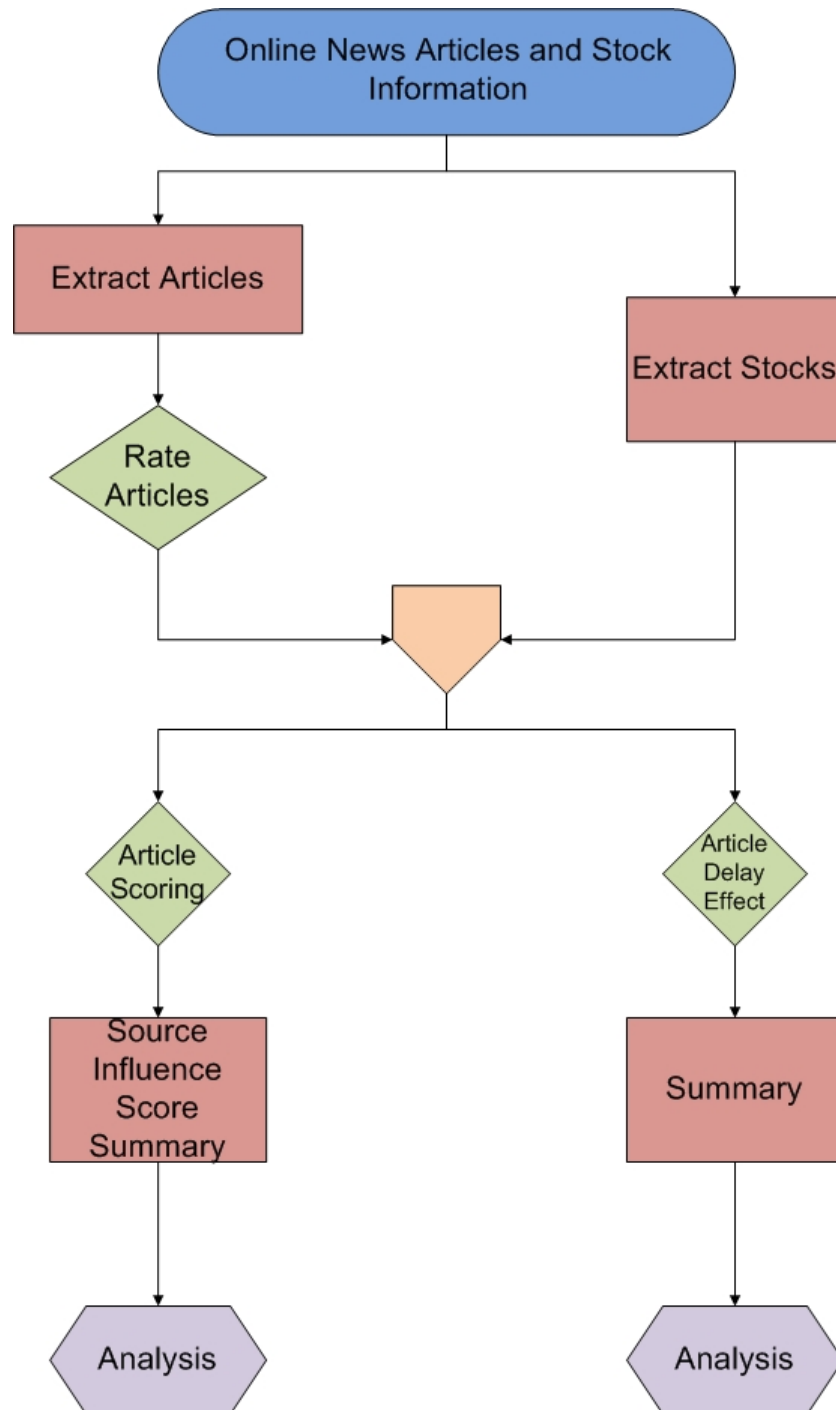 Online News Articles and Stock
Information
Extract Articles
Extract Stocks
Rate
Articles
Article
Scoring
Article
Delay
Effect
Source
Influence
Score
Summary
Summary
Analysis
Analysis